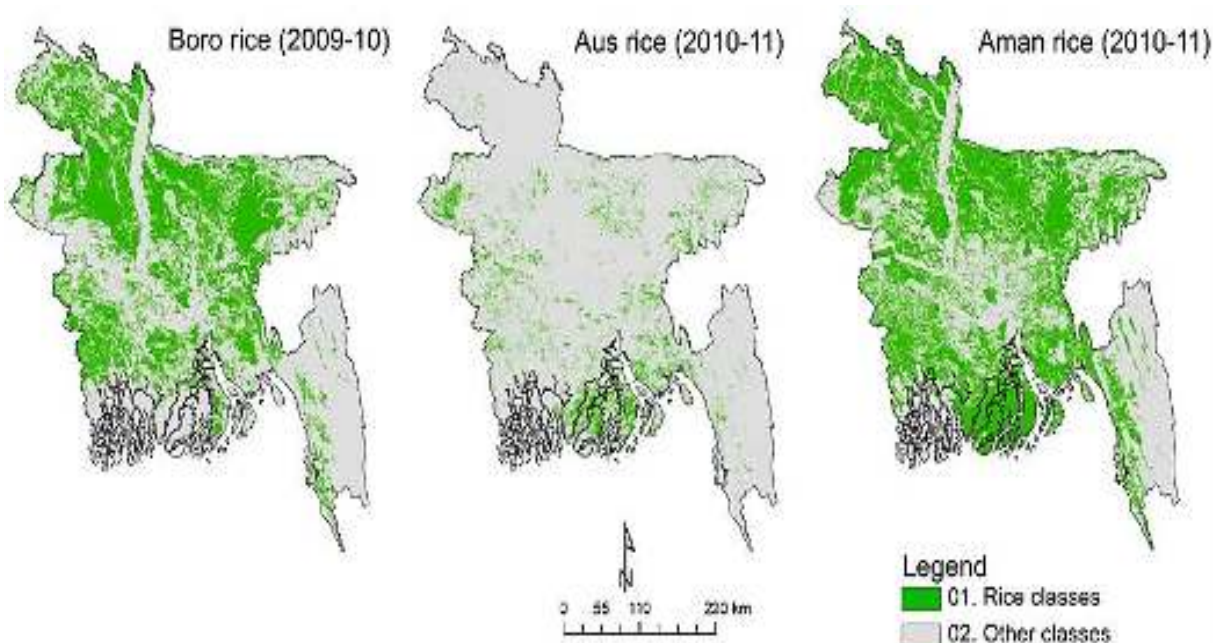 Boro rice (2009-10)
Aus rice (2010-11)
Aman rice (2010-11)
N
0 55 110 220 km
Legend
01. Rice classes
02. Other classes